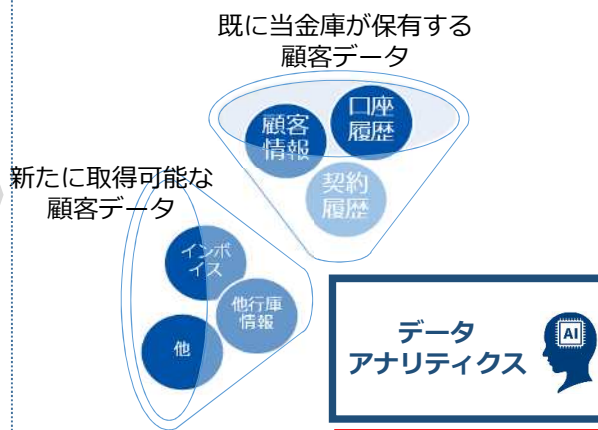 既に当金庫が保有する
顧客データ
顧客
情報
口座
履歴
契約
履歴
新たに取得可能な
顧客データ
インボ
イス
他行庫
情報
他
データ
アナリティクス
AI